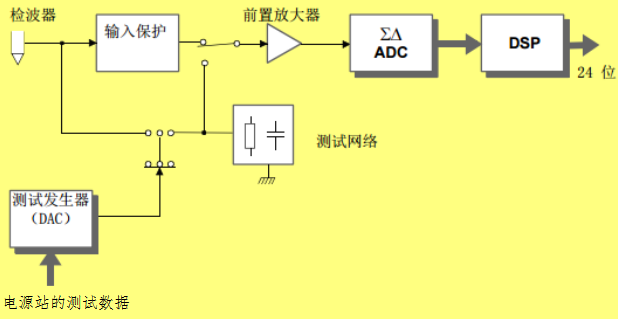 检波器
输入保护
前置放大器
ΣΔ
ADC
DSP
24 位
测试网络
测试发生器
（DAC）
电源站的测试数据